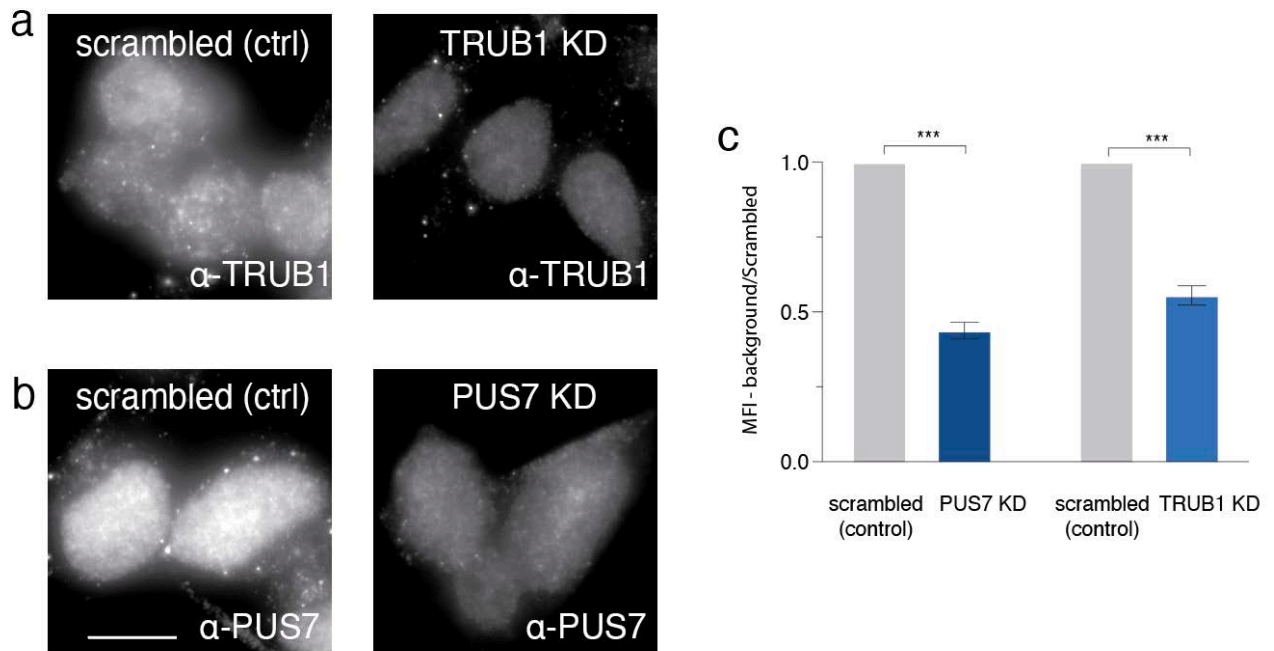 a
scrambled (ctrl)
α-TRUB1
TRUB1 KD
α-TRUB1
b
scrambled (ctrl)
α-PUS7
PUS7 KD
α-PUS7
c
MFI - background/Scrambled
1.0
0.5
0.0
***
***
scrambled
(control)
PUS7 KD
scrambled
(control)
TRUB1 KD